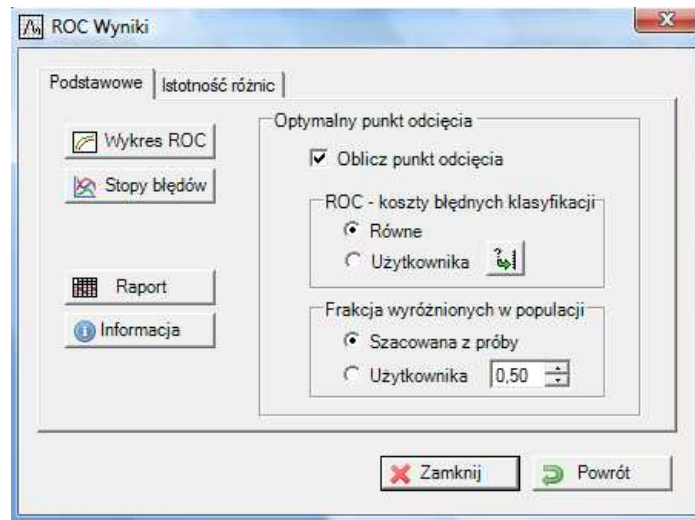 ROC Wyniki
Podstawowe
Istotność różnic
Wykres ROC
Stopy błędów
Raport
Informacja
Optymalny punkt odcięcia
Oblicz punkt odcięcia
ROC - koszty błędnych klasyfikacji
Równe
Użytkownika
Frakcja wyróżnionych w populacji
Szacowana z próby
Użytkownika 0,50
Zamknij
Powrót